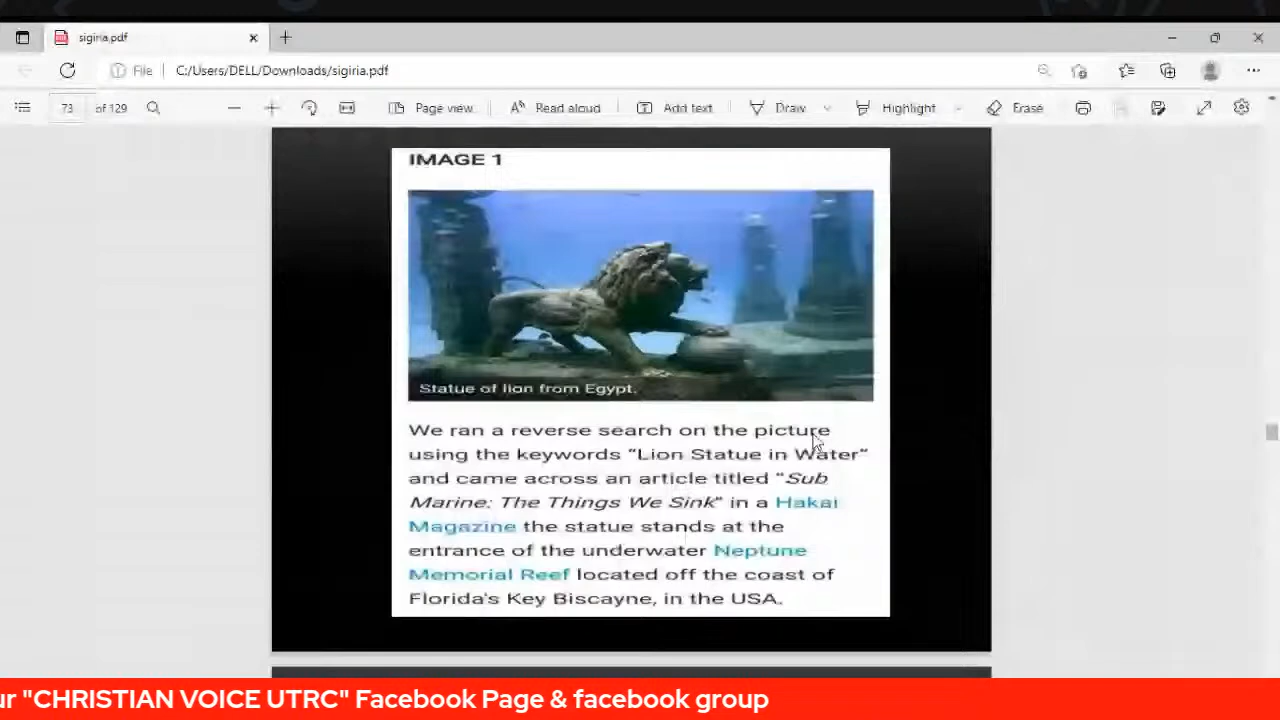 sigiria.pdf
File
C:/Users/DELL/Downloads/sigiria.pdf
73 of 129
Page view
Read aloud
Add text
Draw
Highlight
Erase
IMAGE 1
Statue of lion from Egypt.
We ran a reverse search on the picture
using the keywords “Lion Statue in Water”
and came across an article titled “Sub
Marine: The Things We Sink” in a Hakai
Magazine the statue stands at the
entrance of the underwater Neptune
Memorial Reef located off the coast of
Florida's Key Biscayne, in the USA.
"CHRISTIAN VOICE UTRC" Facebook Page & facebook group